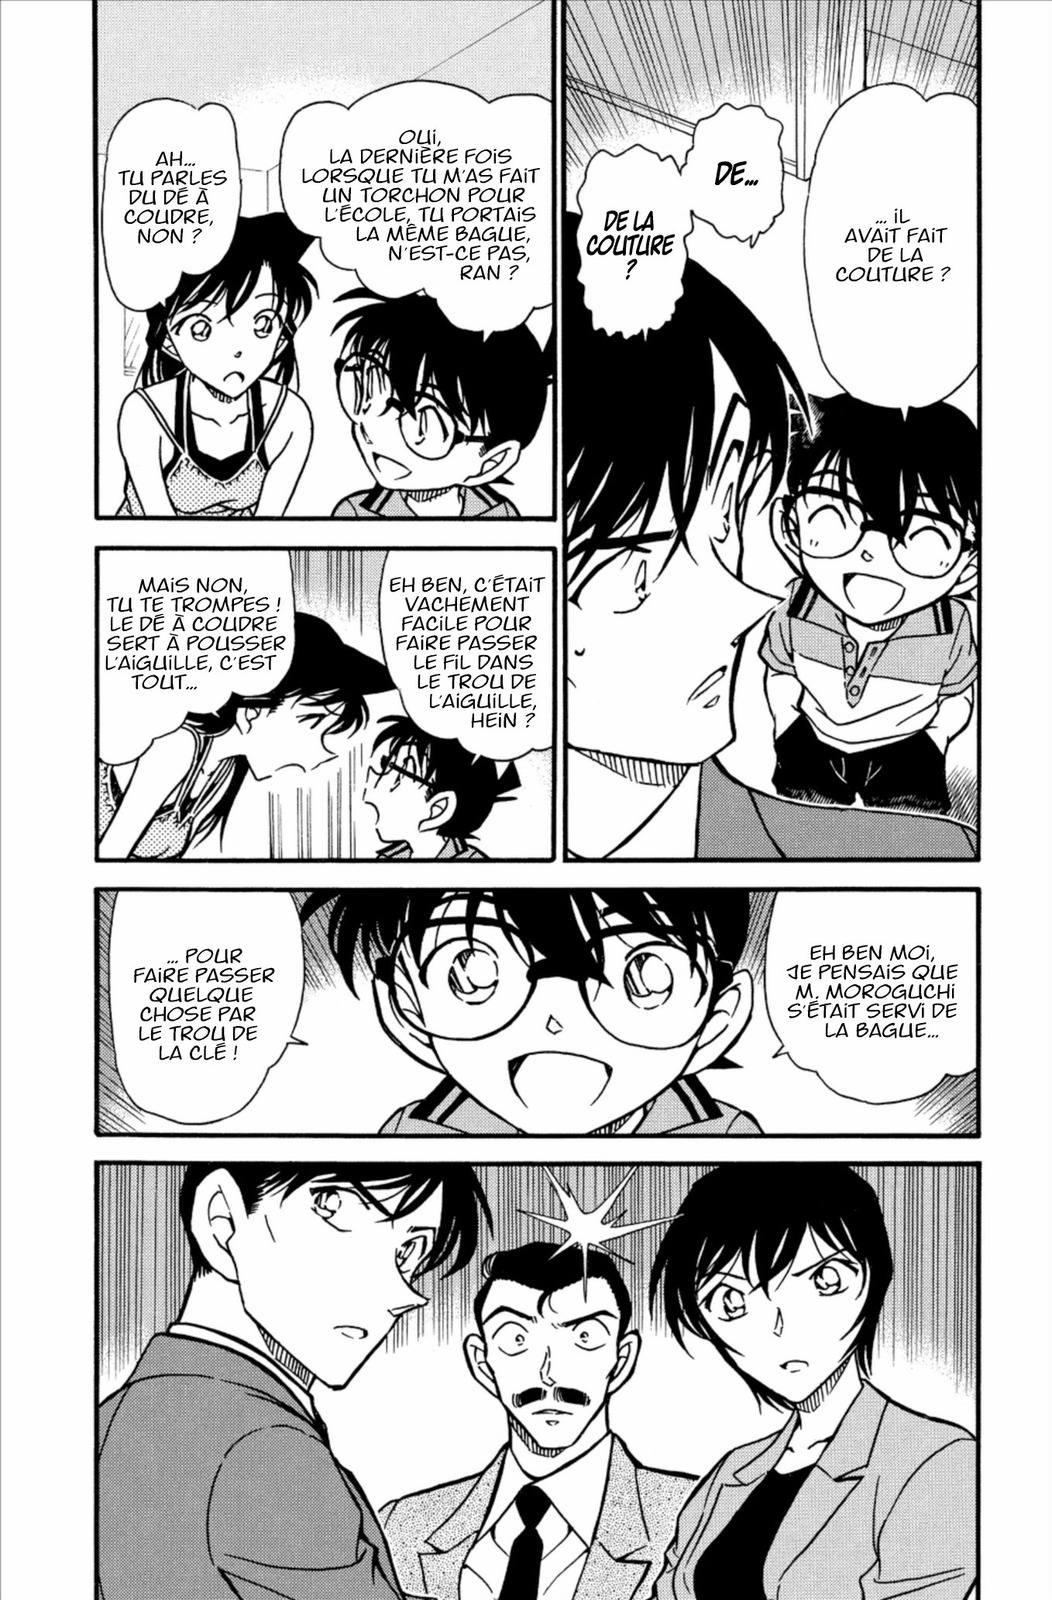 ... IL
AVAIT FAIT
DE LA
COUTURE ?
DE...
DE LA
COUTURE
?
OUI,
LA DERNIÈRE FOIS
LORSQUE TU M'AS FAIT
UN TORCHON POUR
L'ÉCOLE, TU PORTAIS
LA MÊME BAGUE,
N'EST-CE PAS,
RAN ?
AH...
TU PARLES
DU DÉ À
COUDRE,
NON ?
EH BEN, C'ÉTAIT
VACHEMENT
FACILE POUR
FAIRE PASSER
LE FIL DANS
LE TROU DE
L'AIGUILLE,
HEIN ?
MAIS NON,
TU TE TROMPES !
LE DÉ À COUDRE
SERT À POUSSER
L'AIGUILLE, C'EST
TOUT...
EH BEN MOI,
JE PENSAIS QUE
M. MOROGUCHI
S'ÉTAIT SERVI DE
LA BAGUE...
... POUR
FAIRE PASSER
QUELQUE
CHOSE PAR
LE TROU DE
LA CLÉ !